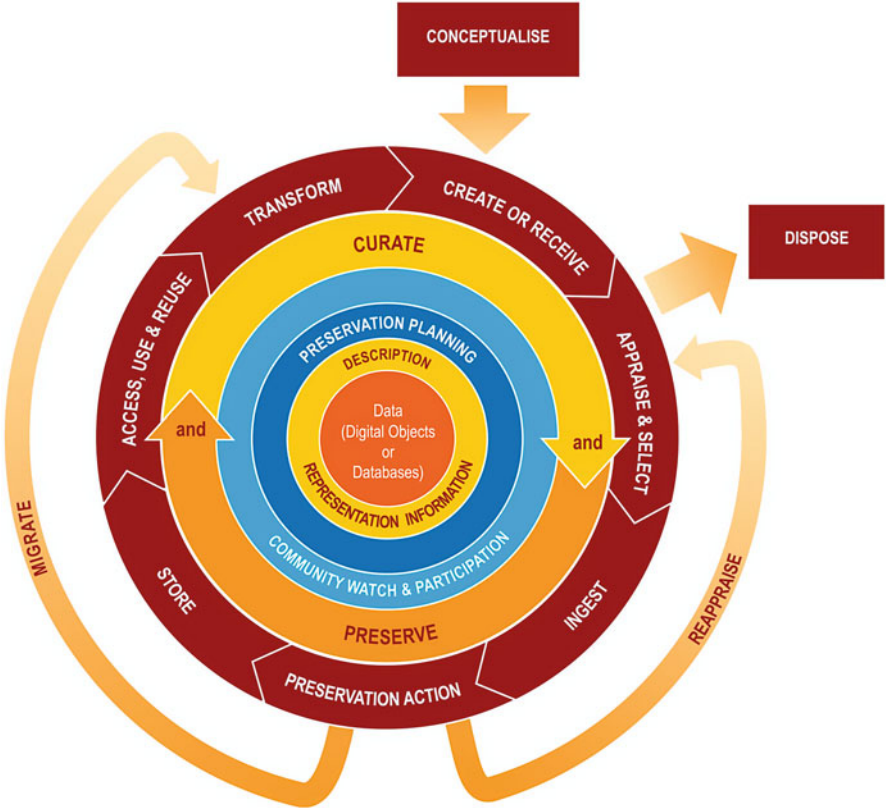 CONCEPTUALISE
DISPOSE
TRANSFORM
CREATE OR RECEIVE
APPRAISE & SELECT
INGEST
PRESERVATION ACTION
STORE
ACCESS, USE & REUSE
MIGRATE
REAPPRAISE
CURATE
and
PRESERVE
and
COMMUNITY WATCH & PARTICIPATION
PRESERVATION PLANNING
DESCRIPTION
REPRESENTATION INFORMATION
Data
(Digital Objects
or
Databases)